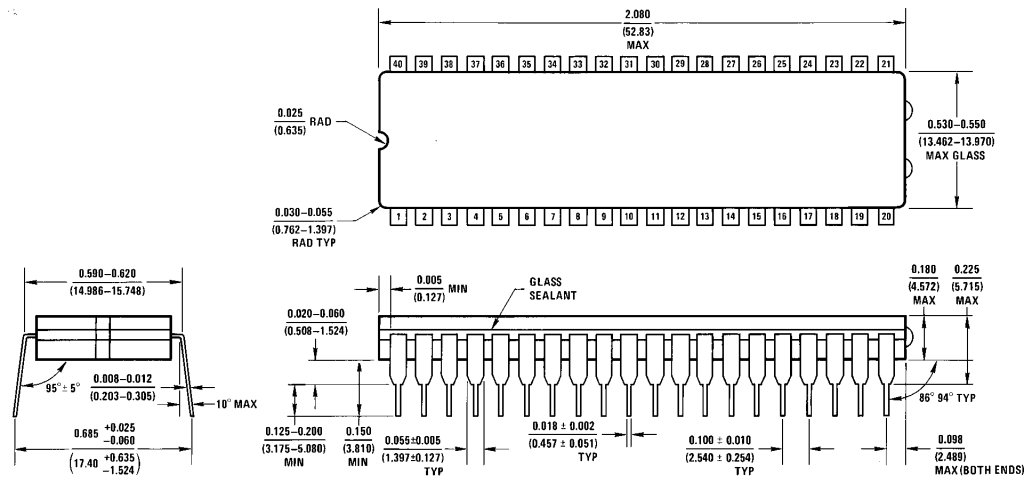 2.080
(52.83)
MAX
40 39 38 37 36 35 34 33 32 31 30 29 28 27 26 25 24 23 22 21
0.025
(0.635) RAD
0.530–0.550
(13.462–13.970)
MAX GLASS
0.030–0.055
(0.762–1.397)
RAD TYP
1 2 3 4 5 6 7 8 9 10 11 12 13 14 15 16 17 18 19 20
0.590–0.620
(14.986–15.748)
0.005
(0.127) MIN
GLASS
SEALANT
0.180
(4.572)
MAX
0.225
(5.715)
MAX
0.020–0.060
(0.508–1.524)
95° ± 5°
0.008–0.012
(0.203–0.305)
10° MAX
86° 94° TYP
0.685 +0.025
−0.060
(17.40 +0.635
−1.524)
0.125–0.200
(3.175–5.080)
MIN
0.150
(3.810)
MIN
0.055±0.005
(1.397±0.127)
TYP
0.018 ± 0.002
(0.457 ± 0.051)
TYP
0.100 ± 0.010
(2.540 ± 0.254)
TYP
0.098
(2.489)
MAX (BOTH ENDS)